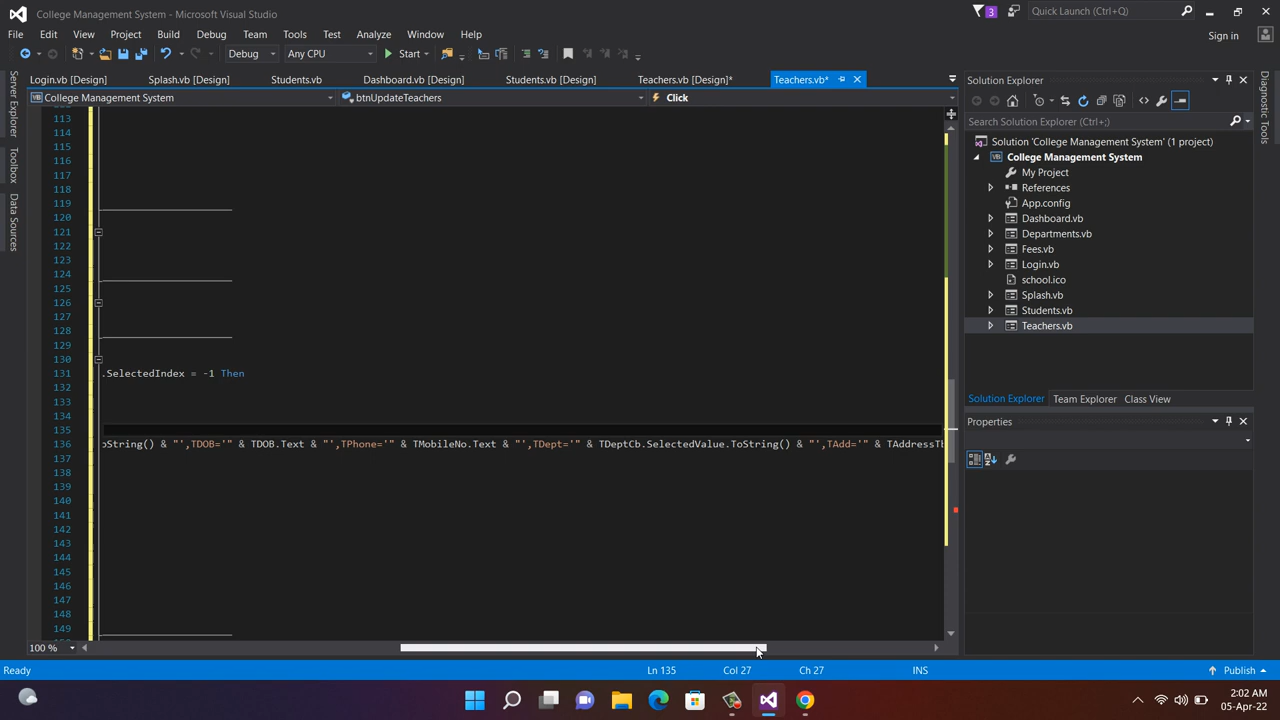 College Management System - Microsoft Visual Studio
3
Quick Launch (Ctrl+;)
File Edit View Project Build Debug Team Tools Test Analyze Window Help
Sign in
Debug Any CPU Start
Login.vb [Design] Splash.vb [Design] Students.vb Dashboard.vb [Design] Students.vb [Design] Teachers.vb [Design]* Teachers.vb*
College Management System btnUpdateTeachers Click
Server Explorer
Toolbox
Data Sources
113
114
115
116
117
118
119
120
121
122
123
124
125
126
127
128
129
130
131 .SelectedIndex = -1 Then
132
133
134
135
136 oString() & "',TDOB='" & TDOB.Text & "',TPhone='" & TMobileNo.Text & "',TDept='" & TDeptCb.SelectedValue.ToString() & "',TAdd='" & TAddressTb
137
138
139
140
141
142
143
144
145
146
147
148
149
100 %
Solution Explorer
Search Solution Explorer (Ctrl+;)
Solution 'College Management System' (1 project)
College Management System
My Project
References
App.config
Dashboard.vb
Departments.vb
Fees.vb
Login.vb
school.ico
Splash.vb
Students.vb
Teachers.vb
Solution Explorer Team Explorer Class View
Properties
Diagnostic Tools
Ready Ln 135 Col 27 Ch 27 INS Publish
2:02 AM
05-Apr-22